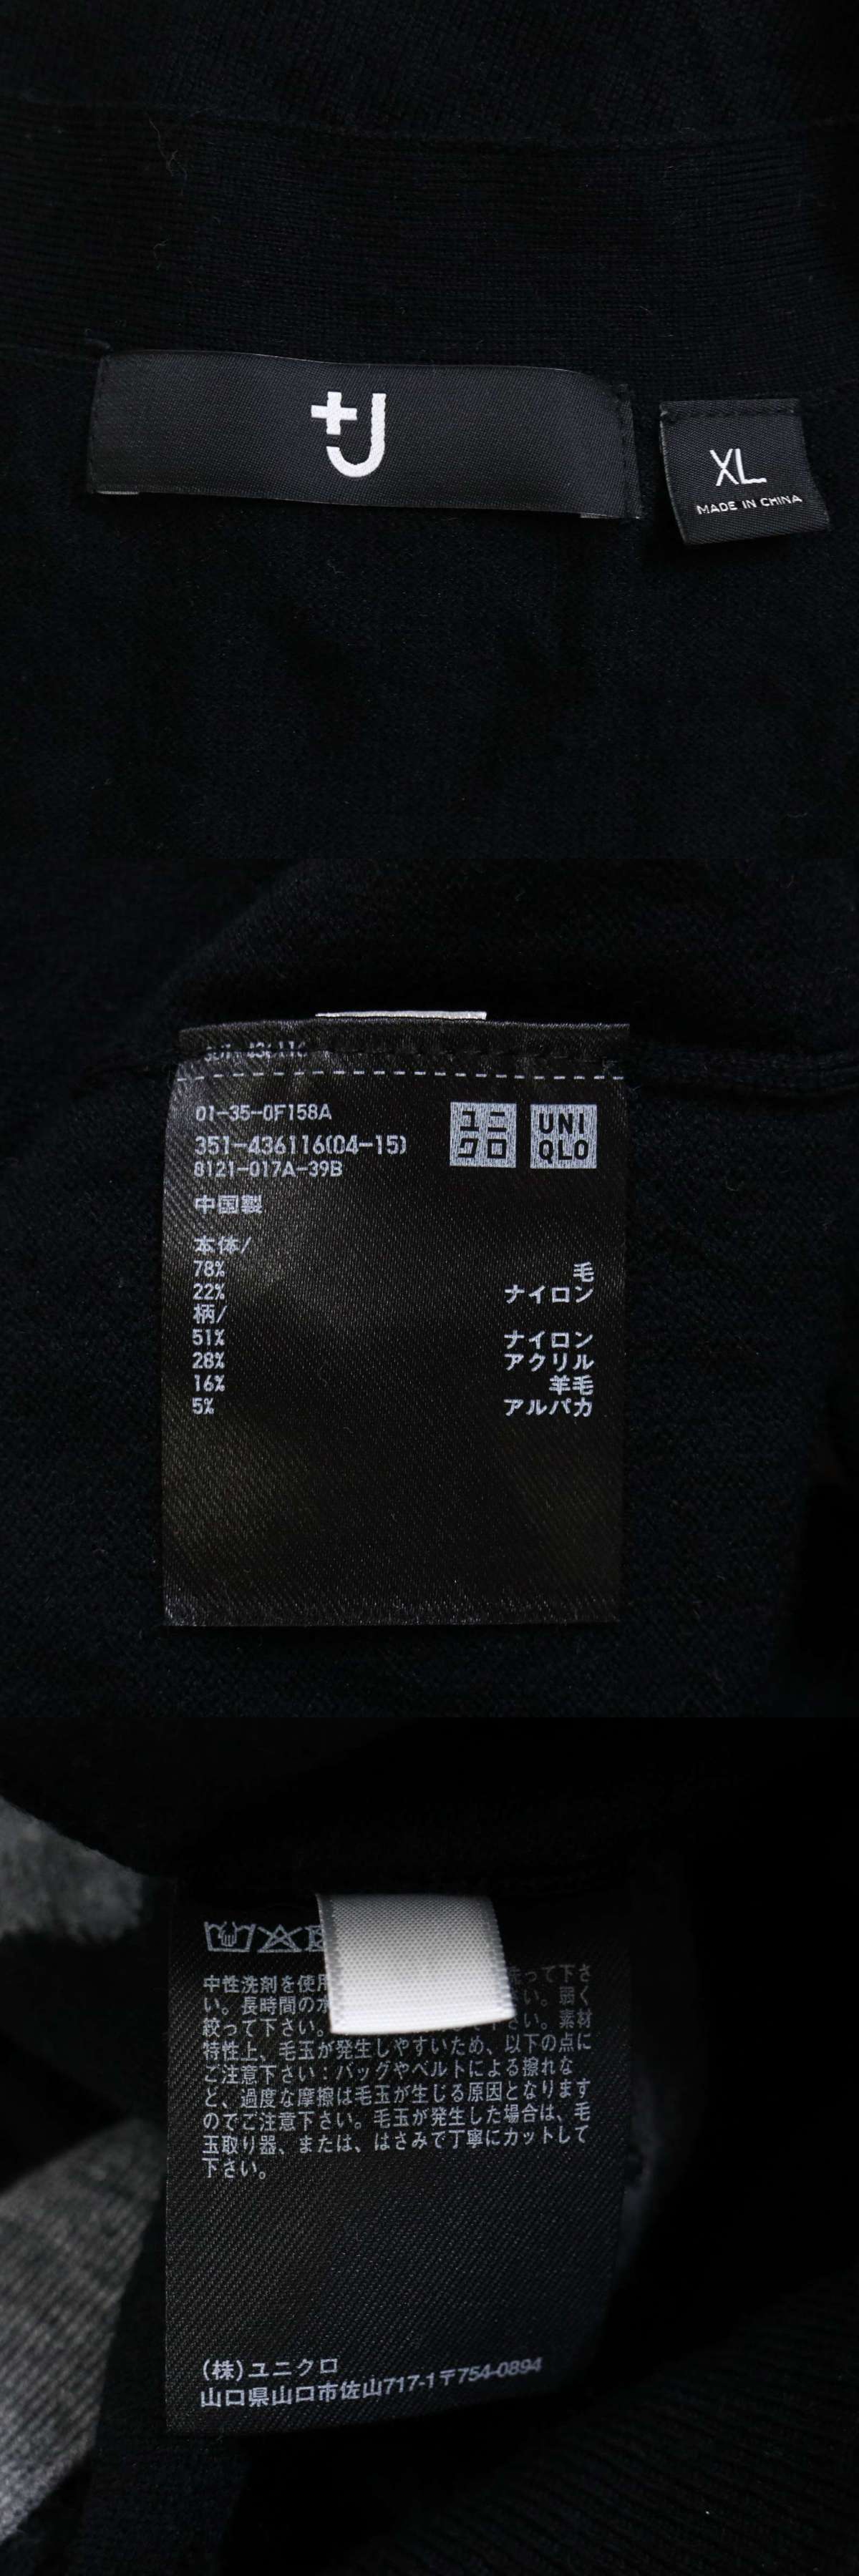 +J
XL
MADE IN CHINA
436116
01-35-0F158A
351-436116(04-15)
8121-017A-39B
ユニ
クロ
UNI
QLO
中国製
本体/
78% 毛
22% ナイロン
柄/
51% ナイロン
28% アクリル
16% 羊毛
5% アルパカ
中性洗剤を使用 洗って下さ
い。長時間の水 い。弱く
絞って下さい。 さい。素材
特性上、毛玉が発生しやすいため、以下の点に
ご注意下さい:バッグやベルトによる擦れな
ど、過度な摩擦は毛玉が生じる原因となります
のでご注意下さい。毛玉が発生した場合は、毛
玉取り器、または、はさみで丁寧にカットして
下さい。
(株)ユニクロ
山口県山口市佐山717-1〒754-0894